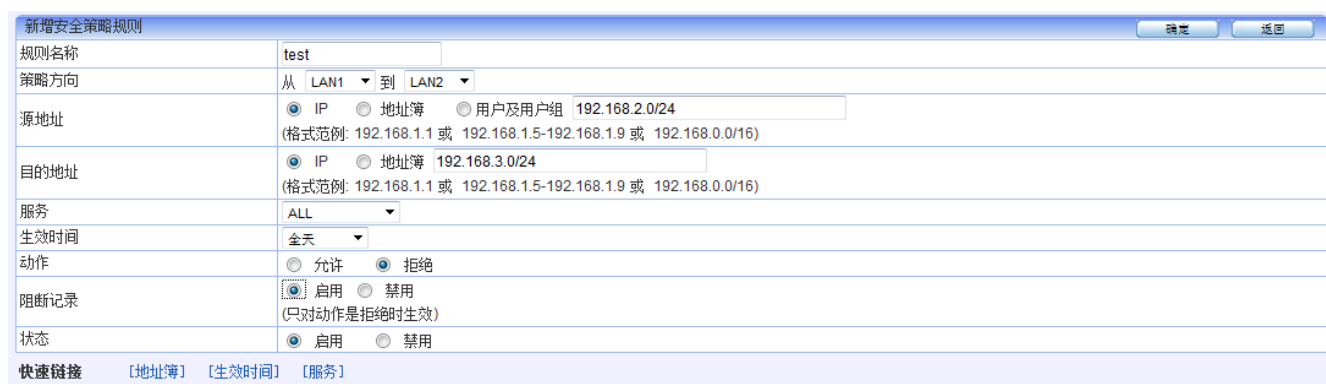 新增安全策略规则 确定 返回
规则名称 test
策略方向 从 LAN1 到 LAN2
源地址 IP 地址簿 用户及用户组 192.168.2.0/24
(格式范例: 192.168.1.1 或 192.168.1.5-192.168.1.9 或 192.168.0.0/16)
目的地址 IP 地址簿 192.168.3.0/24
(格式范例: 192.168.1.1 或 192.168.1.5-192.168.1.9 或 192.168.0.0/16)
服务 ALL
生效时间 全天
动作 允许 拒绝
阻断记录 启用 禁用
(只对动作是拒绝时生效)
状态 启用 禁用
快速链接 [地址簿] [生效时间] [服务]